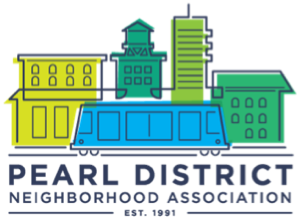 PEARL DISTRICT
NEIGHBORHOOD ASSOCIATION
EST. 1991